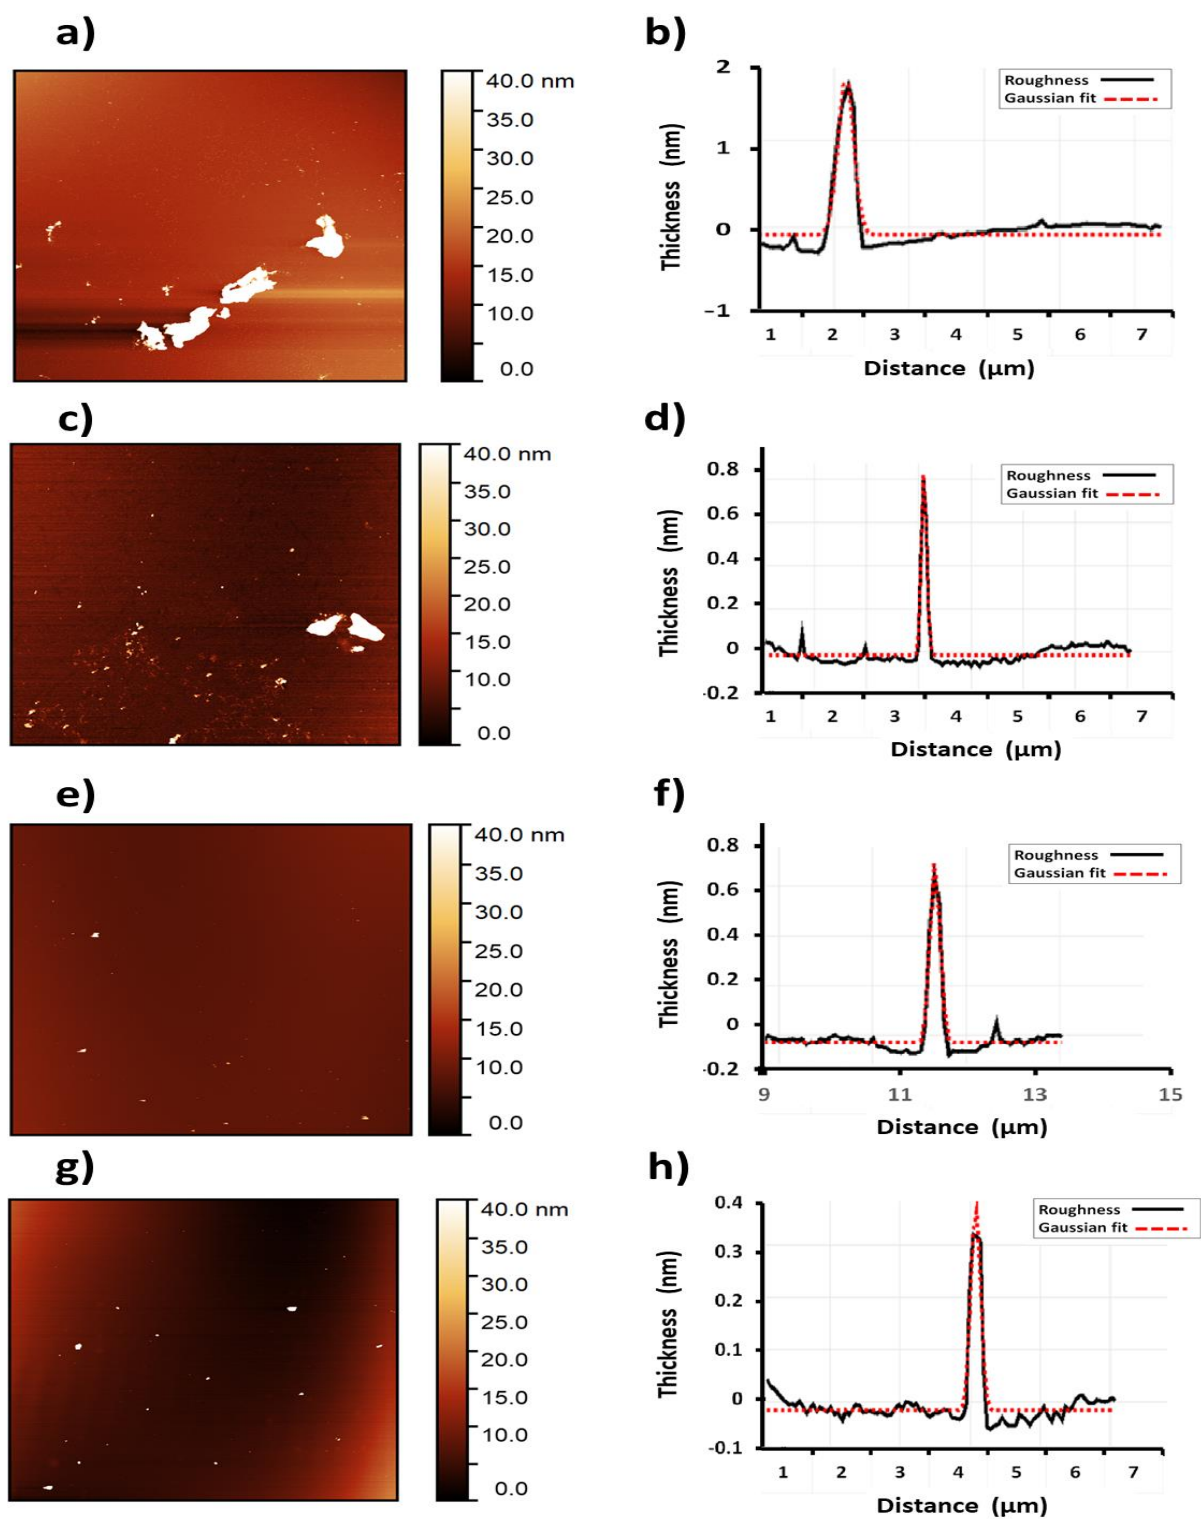 a)
40.0 nm
35.0
30.0
25.0
20.0
15.0
10.0
0.0
b)
2
1
0
−1
Thickness (nm)
Roughness
Gaussian fit
1 2 3 4 5 6 7
Distance (µm)
c)
40.0 nm
35.0
30.0
25.0
20.0
15.0
10.0
0.0
d)
0.8
0.6
0.4
0.2
0
-0.2
Thickness (nm)
Roughness
Gaussian fit
1 2 3 4 5 6 7
Distance (µm)
e)
40.0 nm
35.0
30.0
25.0
20.0
15.0
10.0
0.0
f)
0.8
0.6
0.4
0.2
0
-0.2
Thickness (nm)
Roughness
Gaussian fit
9 11 13 15
Distance (µm)
g)
40.0 nm
35.0
30.0
25.0
20.0
15.0
10.0
0.0
h)
0.4
0.3
0.2
0.1
0
-0.1
Thickness (nm)
Roughness
Gaussian fit
1 2 3 4 5 6 7
Distance (µm)